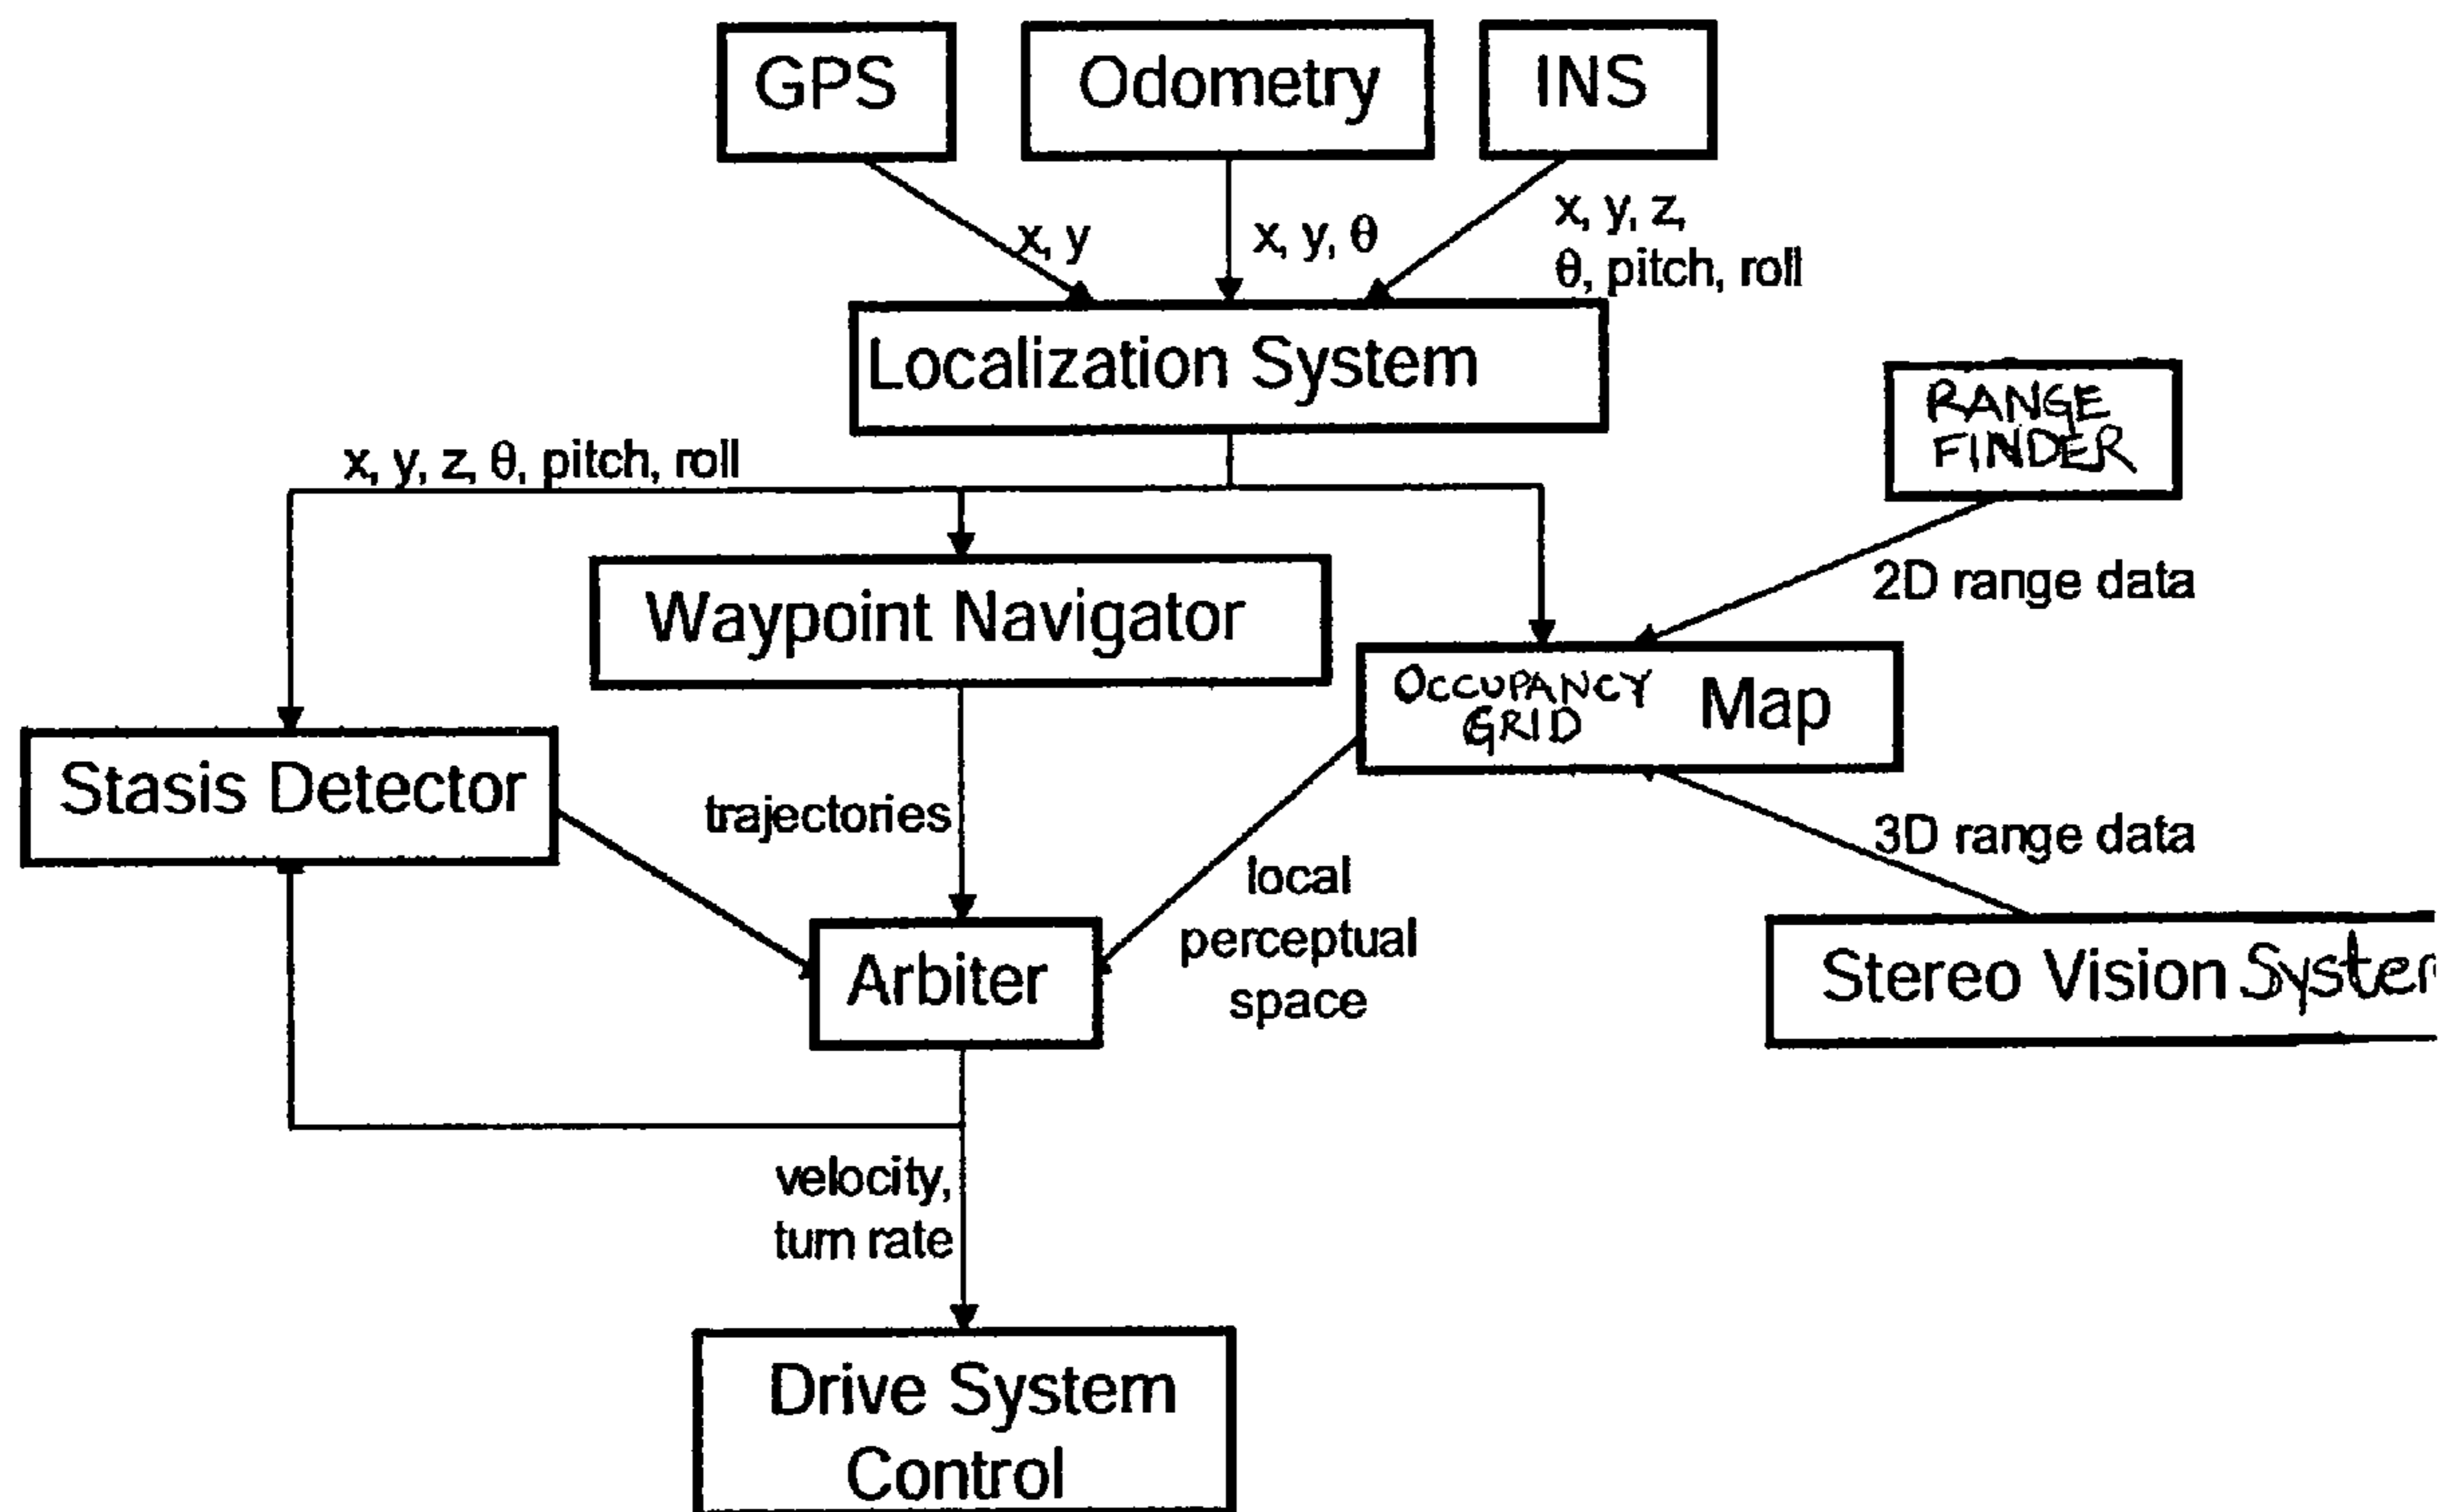 GPS
Odometry
INS
x, y
x, y, θ
x, y, z,
θ, pitch, roll
Localization System
RANGE
FINDER
x, y, z, θ, pitch, roll
2D range data
Waypoint Navigator
OCCUPANCY
GRID
Map
Stasis Detector
trajectories
3D range data
local
perceptual
space
Arbiter
Stereo Vision
velocity,
turn rate
Drive System
Control